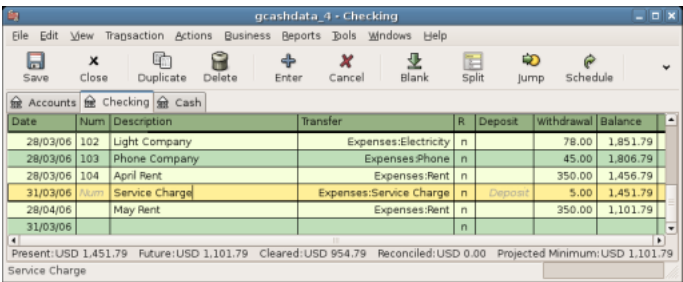 gcashdata_4 - Checking
File Edit View Transaction Actions Business Reports Tools Windows Help
Save Close Duplicate Delete Enter Cancel Blank Split Jump Schedule
Accounts Checking Cash
Date Num Description Transfer R Deposit Withdrawal Balance
28/03/06 102 Light Company Expenses:Electricity n 78.00 1,851.79
28/03/06 103 Phone Company Expenses:Phone n 45.00 1,806.79
28/03/06 104 April Rent Expenses:Rent n 350.00 1,456.79
31/03/06 Num Service Charge Expenses:Service Charge n Deposit 5.00 1,451.79
28/04/06 May Rent Expenses:Rent n 350.00 1,101.79
31/03/06 n
Present:USD 1,451.79 Future:USD 1,101.79 Cleared:USD 954.79 Reconciled:USD 0.00 Projected Minimum:USD 1,101.79
Service Charge